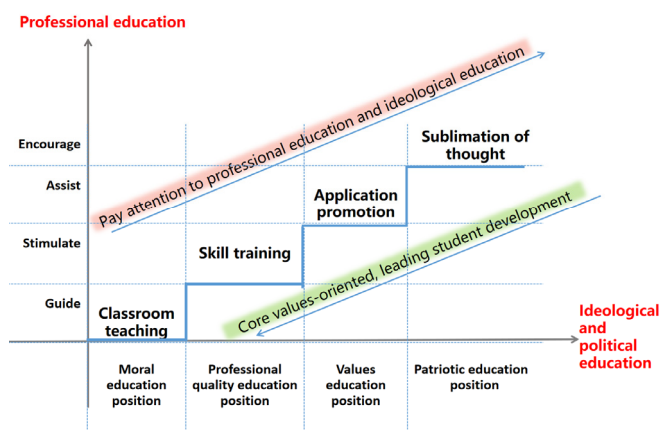 Professional education
Encourage
Assist
Stimulate
Guide
Pay attention to professional education and ideological education
Sublimation of
thought
Application
promotion
Skill training
Classroom
teaching
Core values-oriented, leading student development
Ideological
and
political
education
Moral
education
position
Professional
quality education
position
Values
education
position
Patriotic education
position